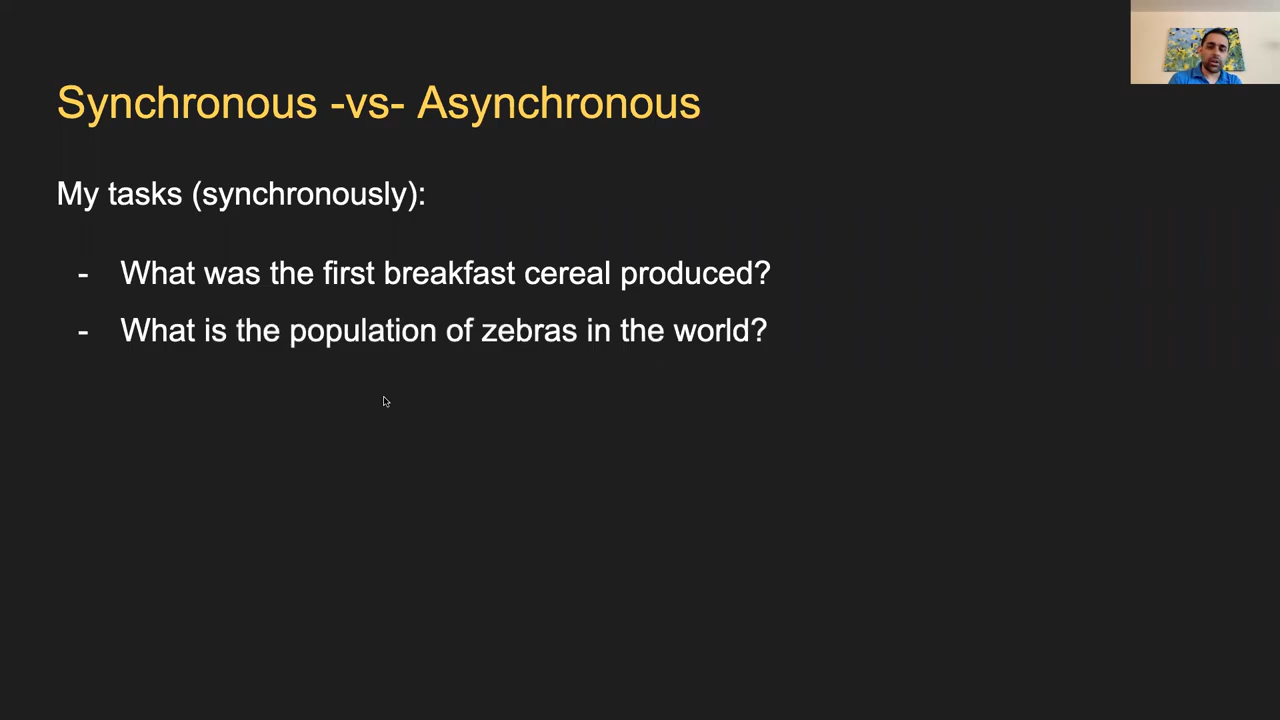 Synchronous -vs- Asynchronous
My tasks (synchronously):
- What was the first breakfast cereal produced?
- What is the population of zebras in the world?